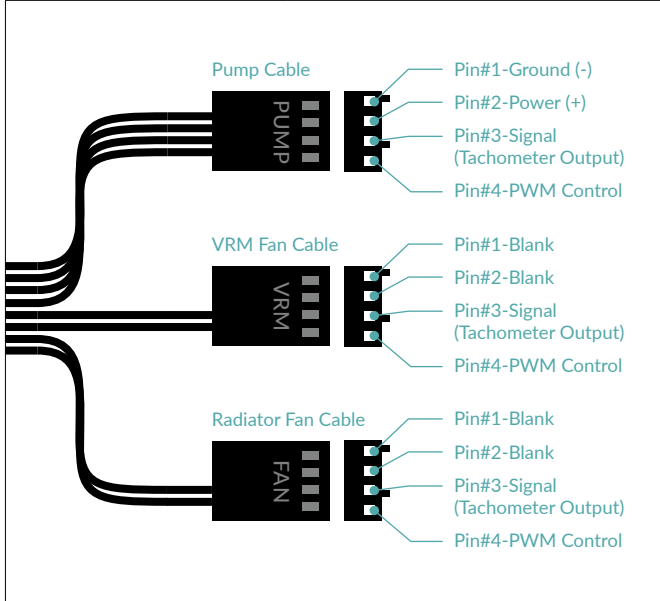 Pump Cable
PUMP
Pin#1-Ground (-)
Pin#2-Power (+)
Pin#3-Signal
(Tachometer Output)
Pin#4-PWM Control
VRM Fan Cable
VRM
Pin#1-Blank
Pin#2-Blank
Pin#3-Signal
(Tachometer Output)
Pin#4-PWM Control
Radiator Fan Cable
FAN
Pin#1-Blank
Pin#2-Blank
Pin#3-Signal
(Tachometer Output)
Pin#4-PWM Control